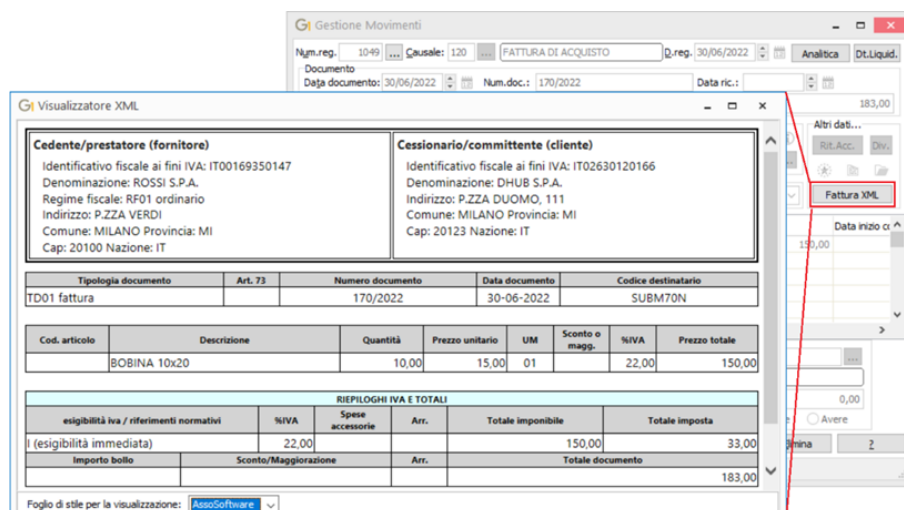 Gestione Movimenti
Num.reg. 1049 ... Causale: 120 ... FATTURA DI ACQUISTO D.reg. 30/06/2022 Analitica Dt.Liquid.
Documento
Data documento: 30/06/2022 Num.doc.: 170/2022 Data ric.:
183,00
Altri dati...
Rit.Acc. Div.
Fattura XML
Data inizio
150,00
...
0,00
Avere
?
Visualizzatore XML
Cedente/prestatore (fornitore)
Identificativo fiscale ai fini IVA: IT00169350147
Denominazione: ROSSI S.P.A.
Regime fiscale: RF01 ordinario
Indirizzo: P.ZZA VERDI
Comune: MILANO Provincia: MI
Cap: 20100 Nazione: IT
Cessionario/committente (cliente)
Identificativo fiscale ai fini IVA: IT02630120166
Denominazione: DHUB S.P.A.
Indirizzo: P.ZZA DUOMO, 111
Comune: MILANO Provincia: MI
Cap: 20123 Nazione: IT
Tipologia documento Art. 73 Numero documento Data documento Codice destinatario
TD01 fattura 170/2022 30-06-2022 SUBM70N
Cod. articolo Descrizione Quantità Prezzo unitario UM Sconto o magg. %IVA Prezzo totale
BOBINA 10x20 10,00 15,00 01 22,00 150,00
RIEPILOGHI IVA E TOTALI
esigibilità iva / riferimenti normativi %IVA Spese accessorie Arr. Totale imponibile Totale imposta
I (esigibilità immediata) 22,00 150,00 33,00
Importo bollo Sconto/Maggiorazione Arr. Totale documento
183,00
Foglio di stile per la visualizzazione: AssoSoftware